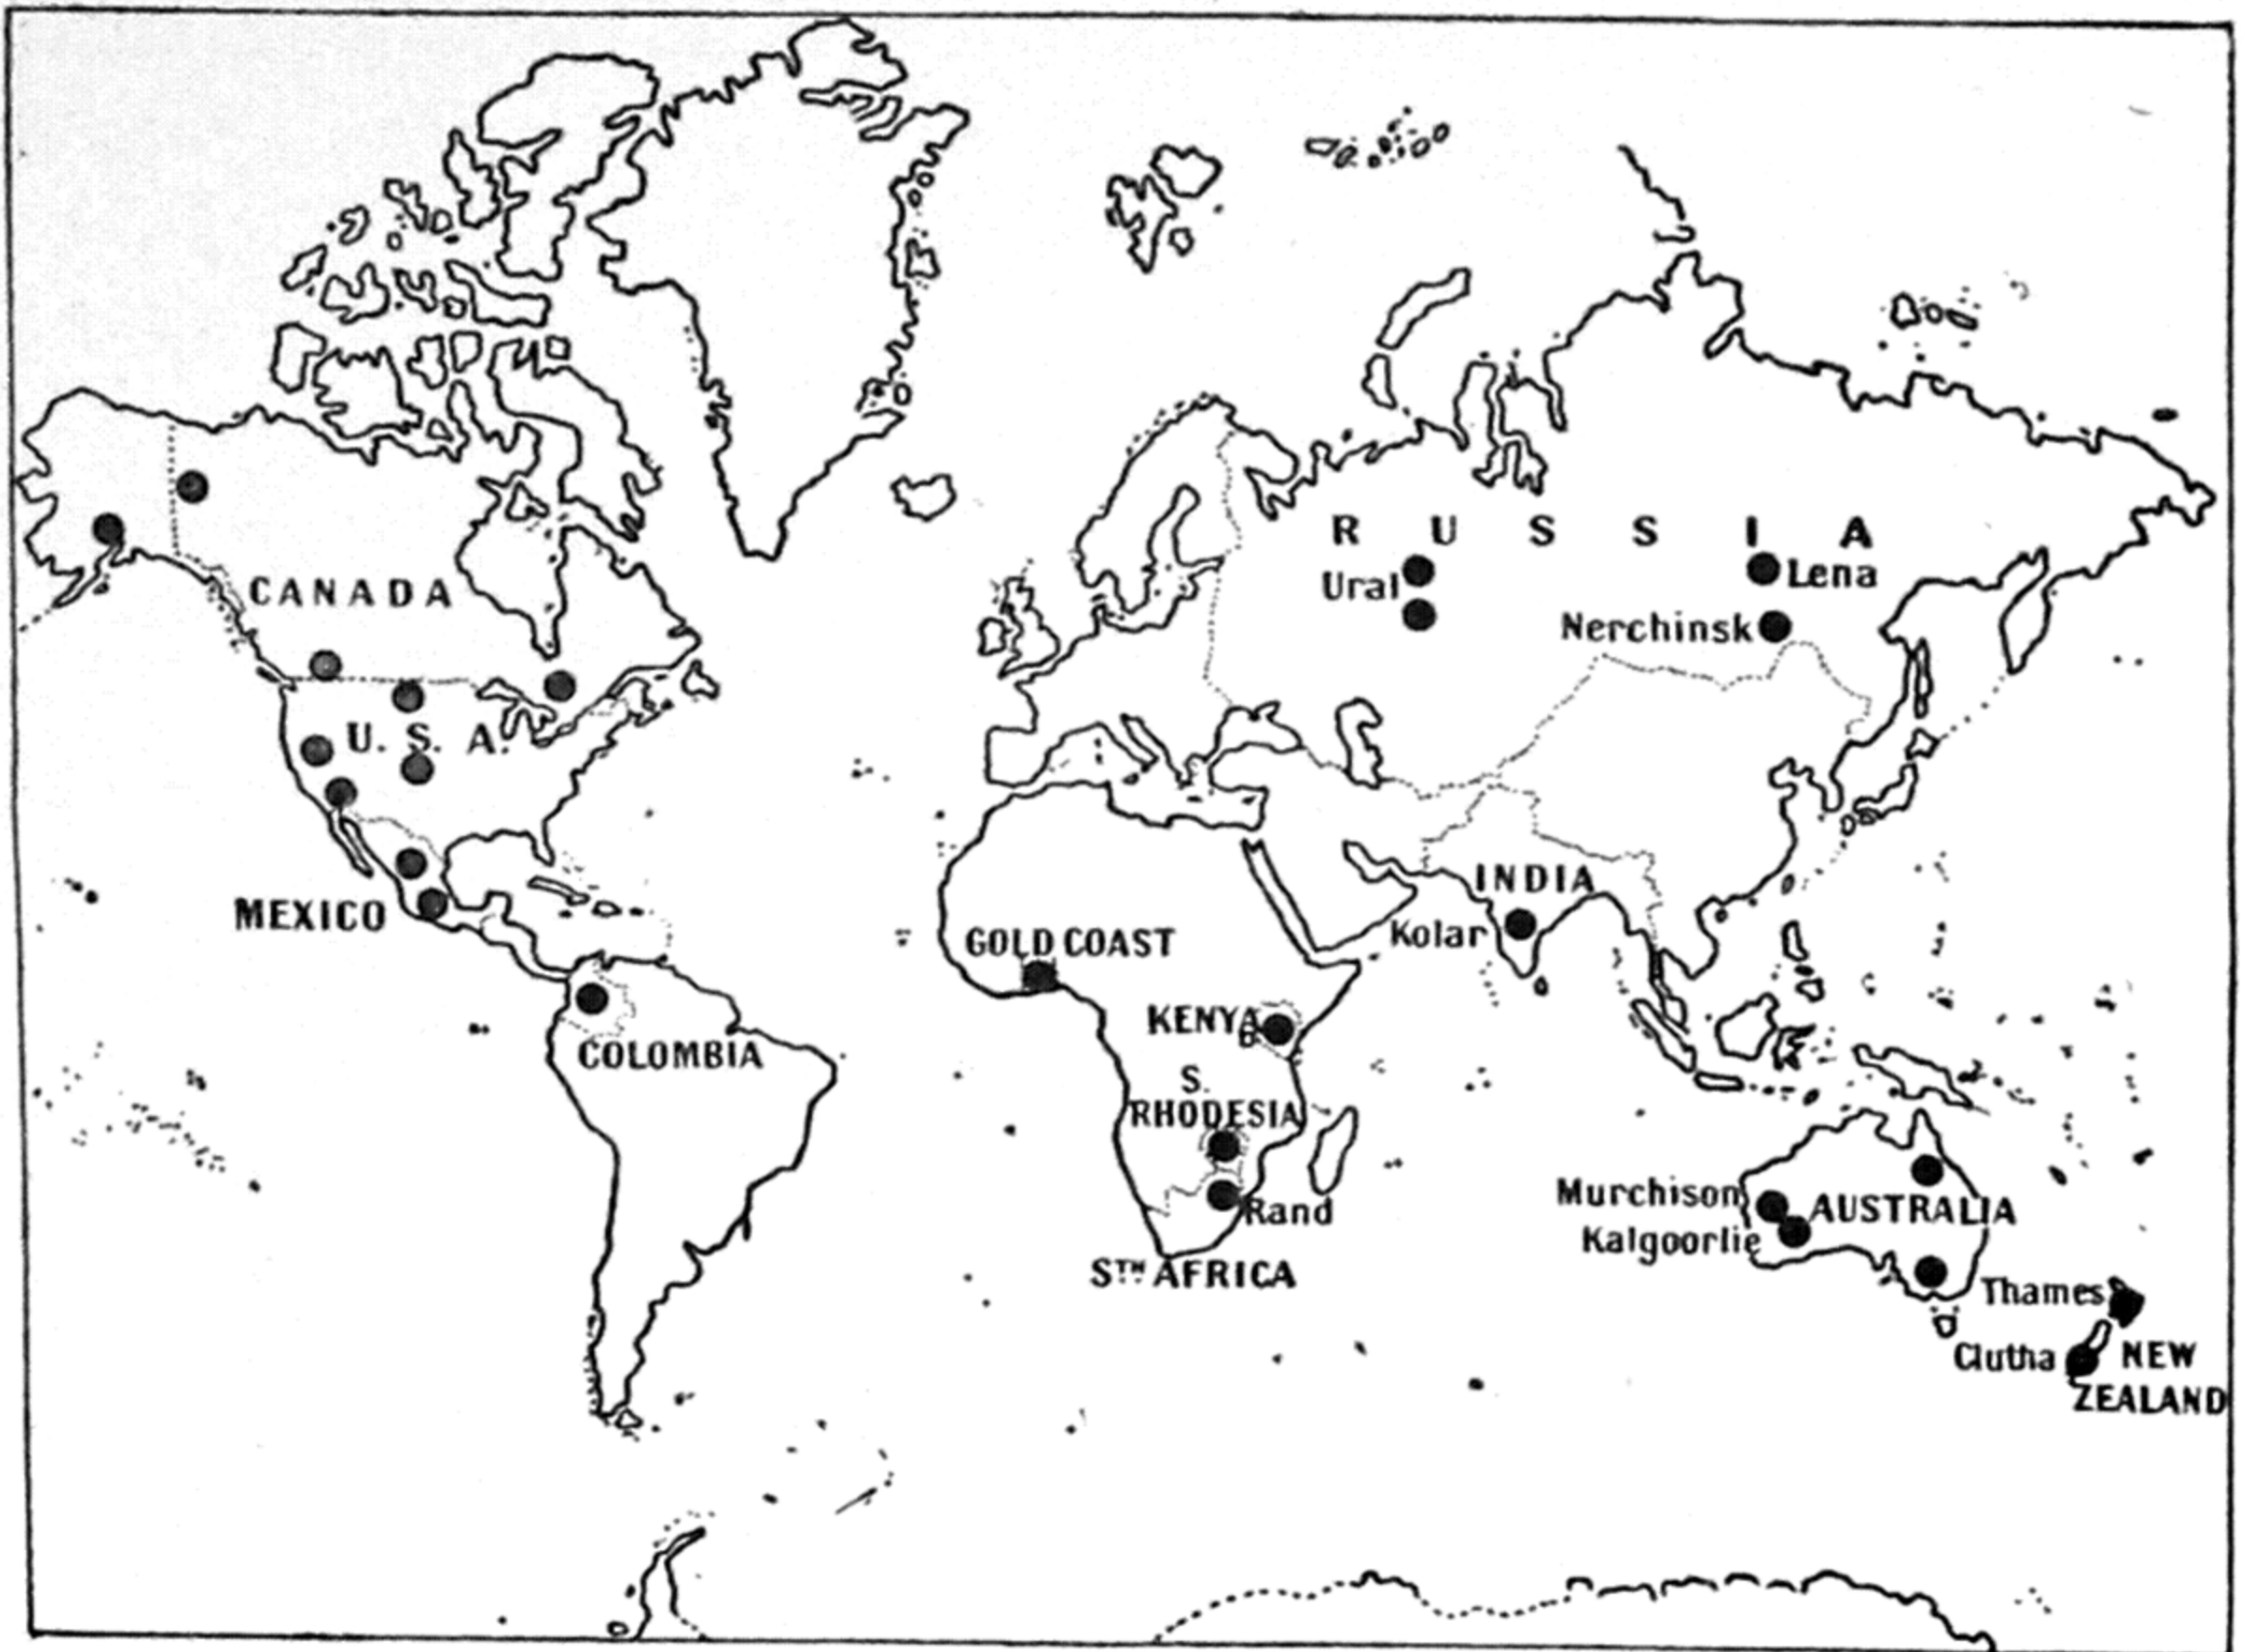 R U S S I A
Ural
Lena
Nerchinsk
CANADA
U. S. A.
MEXICO
INDIA
Kolar
GOLD COAST
KENYA
COLOMBIA
S.
RHODESIA
Rand
STH AFRICA
Murchison
AUSTRALIA
Kalgoorlie
Thames
Clutha
NEW
ZEALAND